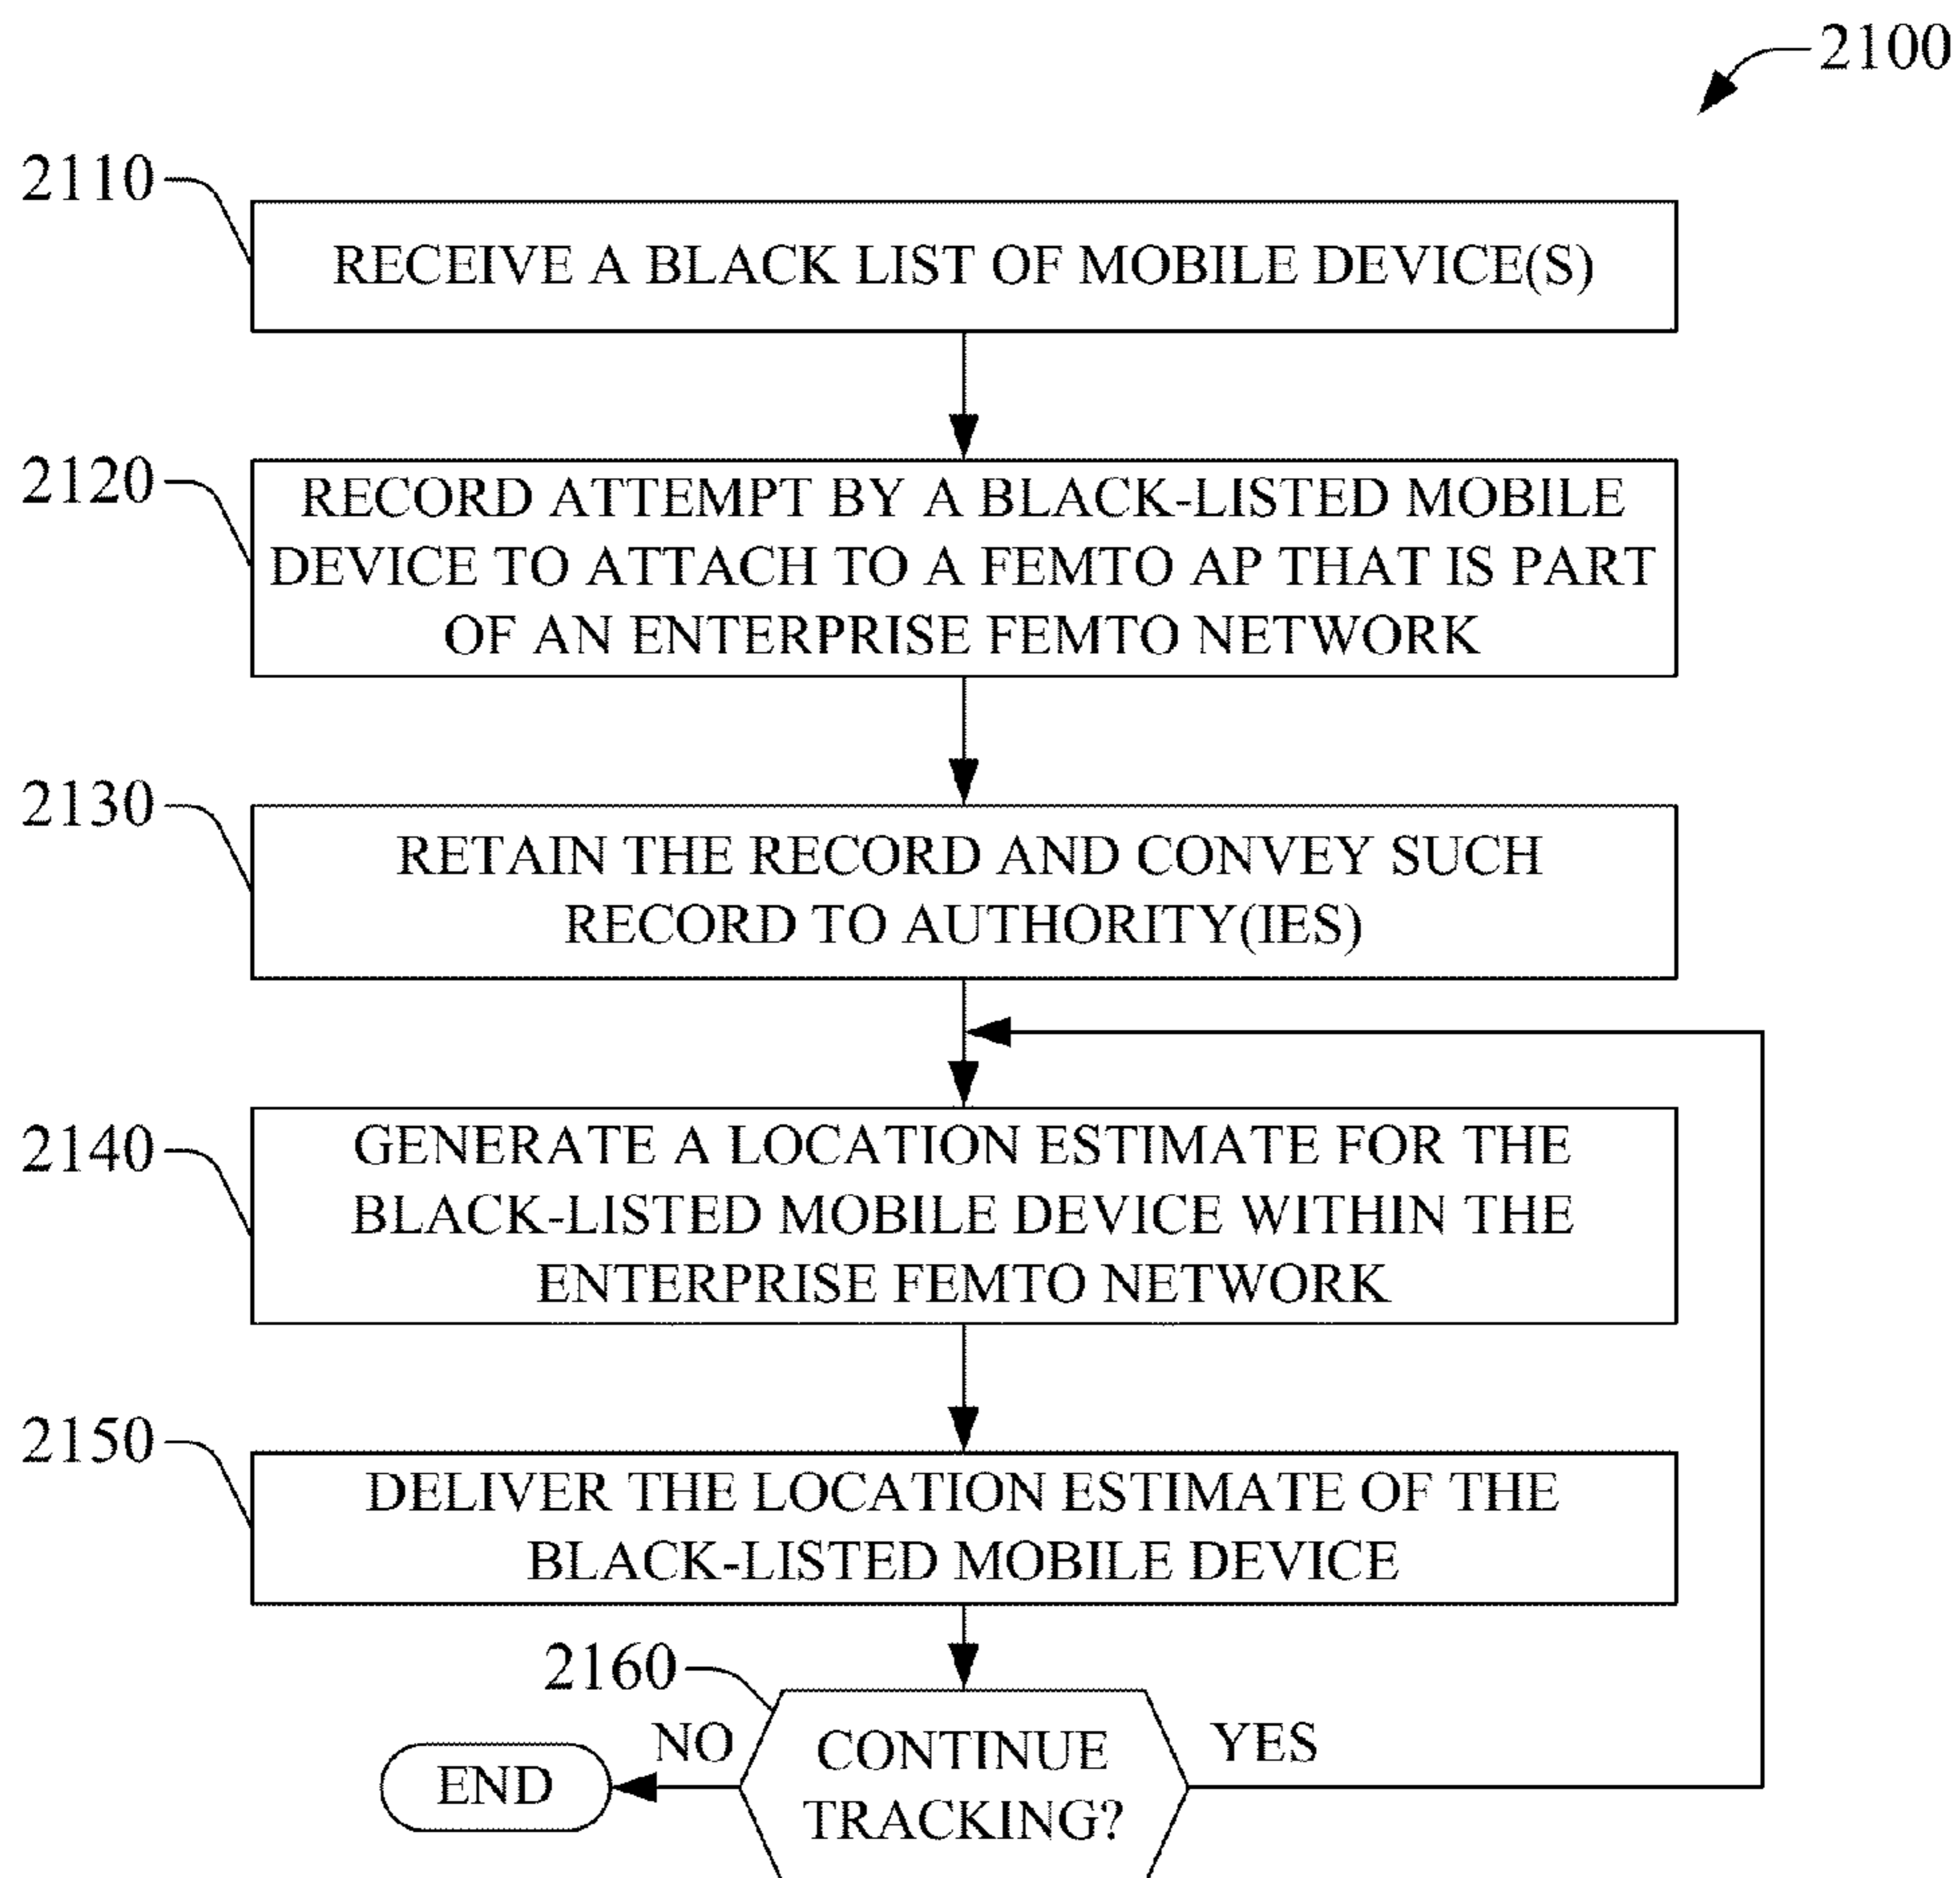 2100
2110
RECEIVE A BLACK LIST OF MOBILE DEVICE(S)
2120
RECORD ATTEMPT BY A BLACK-LISTED MOBILE
DEVICE TO ATTACH TO A FEMTO AP THAT IS PART
OF AN ENTERPRISE FEMTO NETWORK
2130
RETAIN THE RECORD AND CONVEY SUCH
RECORD TO AUTHORITY(IES)
2140
GENERATE A LOCATION ESTIMATE FOR THE
BLACK-LISTED MOBILE DEVICE WITHIN THE
ENTERPRISE FEMTO NETWORK
2150
DELIVER THE LOCATION ESTIMATE OF THE
BLACK-LISTED MOBILE DEVICE
2160
NO
CONTINUE
TRACKING?
YES
END